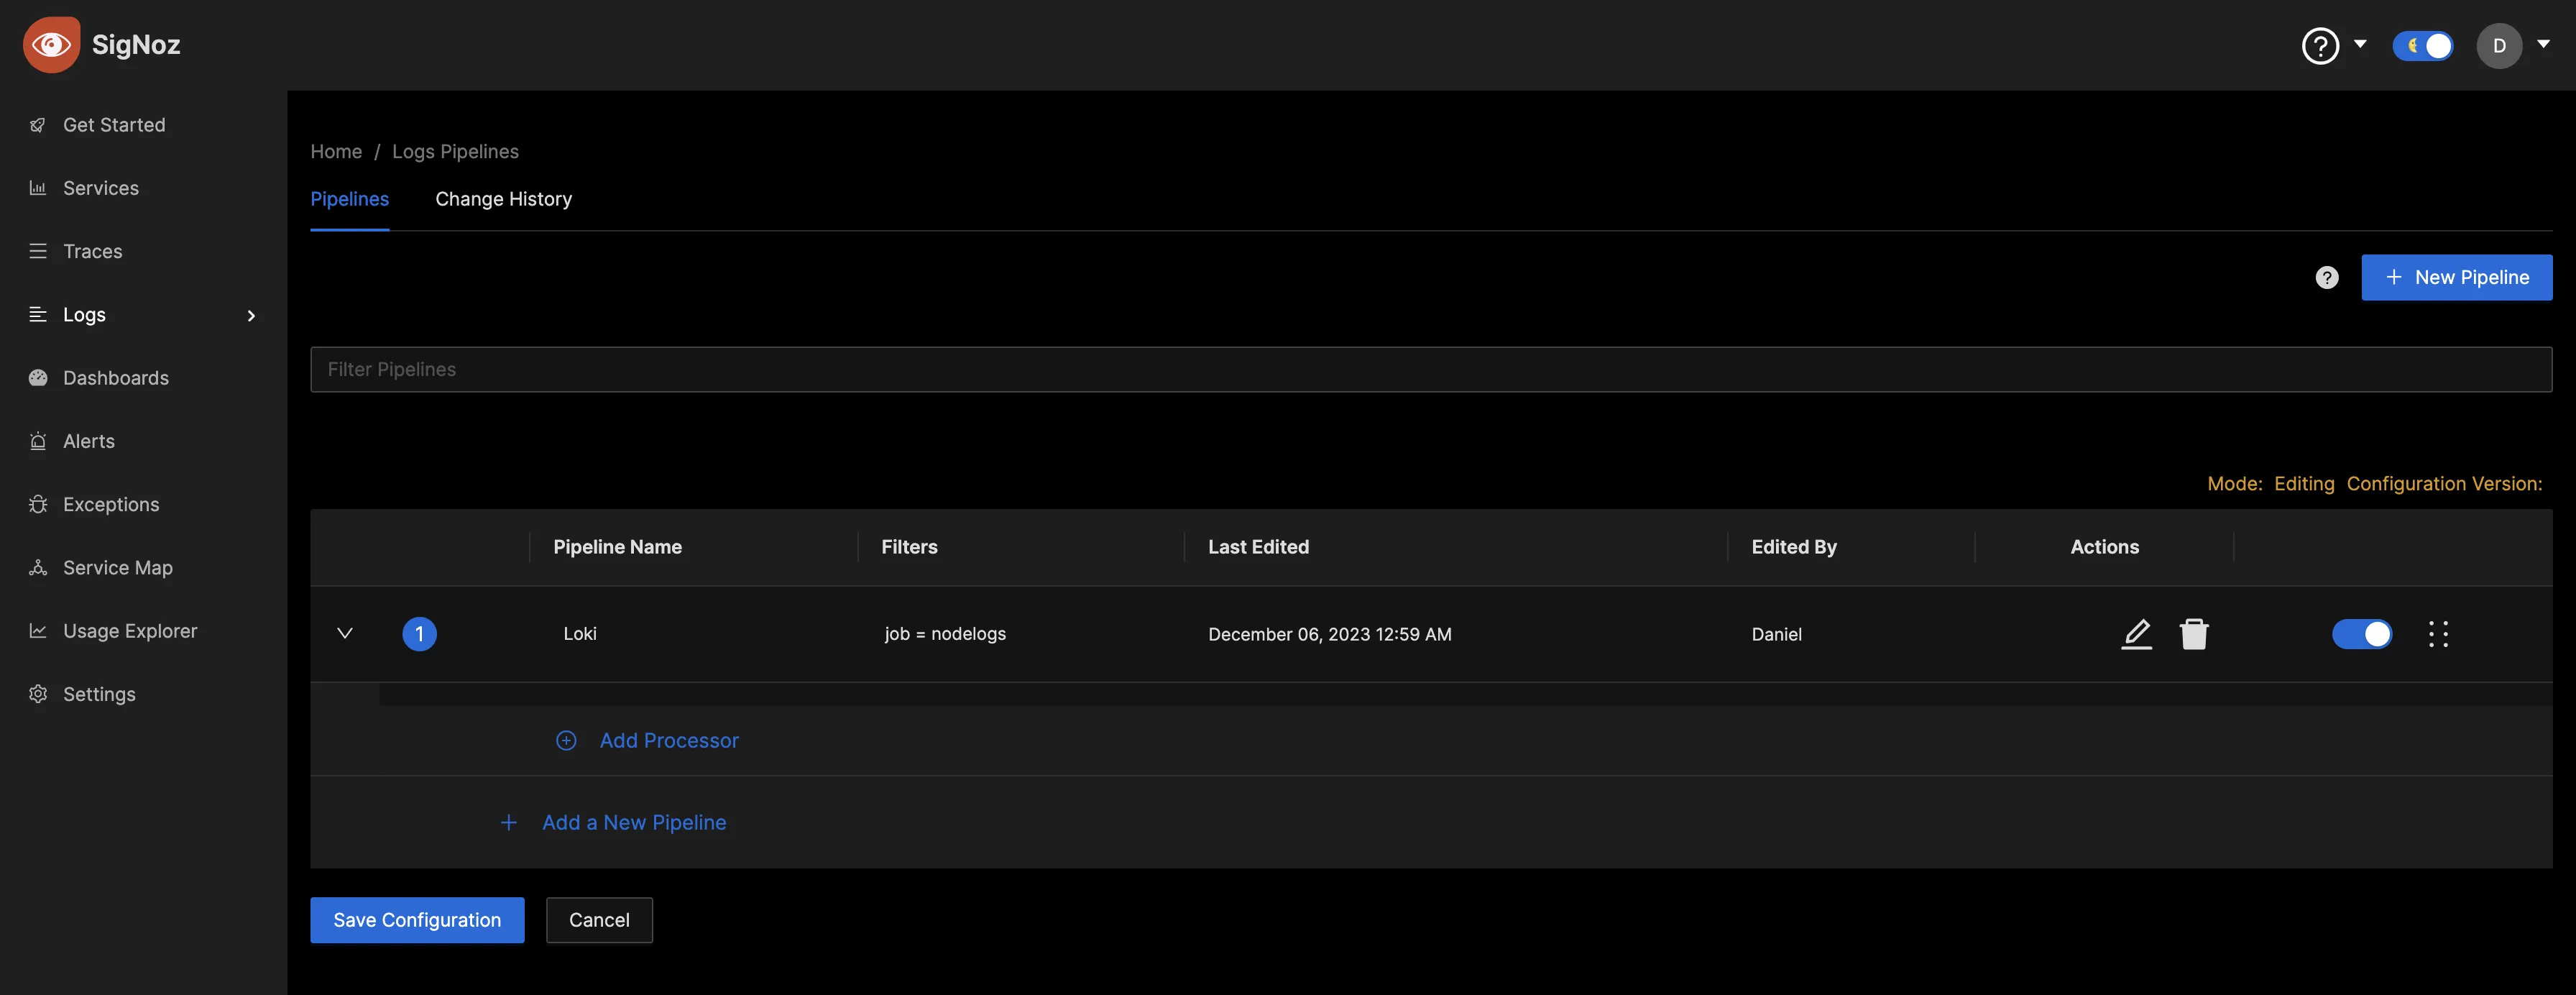 SigNoz
?
D
Get Started
Services
Traces
Logs
Dashboards
Alerts
Exceptions
Service Map
Usage Explorer
Settings
Home / Logs Pipelines
Pipelines Change History
? + New Pipeline
Filter Pipelines
Mode: Editing Configuration Version:
Pipeline Name Filters Last Edited Edited By Actions
1 Loki job = nodelogs December 06, 2023 12:59 AM Daniel
Add Processor
+ Add a New Pipeline
Save Configuration Cancel